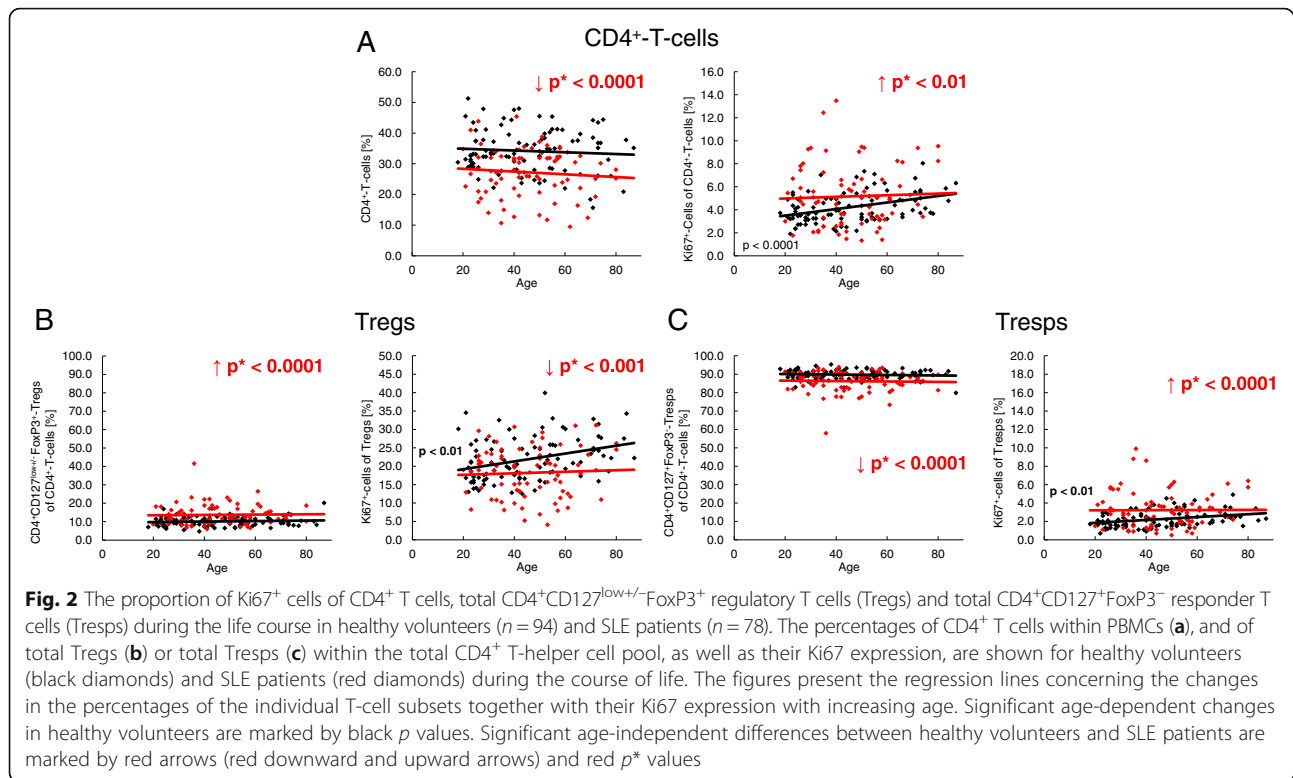 A
CD4⁺-T-cells
60.0
50.0
40.0
30.0
20.0
10.0
0.0
CD4⁺-T-cells [%]
↓ p* < 0.0001
20 40 60 80
Age
16.0
14.0
12.0
10.0
8.0
6.0
4.0
2.0
0.0
Ki67⁺-Cells of CD4⁺-T-Cells [%]
↑ p* < 0.01
p < 0.0001
20 40 60 80
Age
B
Tregs
100.0
90.0
80.0
70.0
60.0
50.0
40.0
30.0
20.0
10.0
0.0
CD4⁺CD127ˡᵒʷ⁺/⁻FoxP3⁺-Tregs
of CD4⁺-T-cells [%]
↑ p* < 0.0001
0 20 40 60 80
Age
50.0
45.0
40.0
35.0
30.0
25.0
20.0
15.0
10.0
5.0
0.0
Ki67⁺-cells of Tregs [%]
↓ p* < 0.001
p < 0.01
20 40 60 80
Age
C
Tresps
100.0
90.0
80.0
70.0
60.0
50.0
40.0
30.0
20.0
10.0
0.0
CD4⁺CD127⁺FoxP3⁻-Tresps
of CD4⁺-T-cells [%]
↓ p* < 0.0001
20 40 60 80
Age
20.0
18.0
16.0
14.0
12.0
10.0
8.0
6.0
4.0
2.0
0.0
Ki67⁺-cells of Tresps [%]
↑ p* < 0.0001
p < 0.01
20 40 60 80
Age
Fig. 2 The proportion of Ki67⁺ cells of CD4⁺ T cells, total CD4⁺CD127ˡᵒʷ⁺/⁻FoxP3⁺ regulatory T cells (Tregs) and total CD4⁺CD127⁺FoxP3⁻ responder T
cells (Tresps) during the life course in healthy volunteers (n = 94) and SLE patients (n = 78). The percentages of CD4⁺ T cells within PBMCs (a), and of
total Tregs (b) or total Tresps (c) within the total CD4⁺ T-helper cell pool, as well as their Ki67 expression, are shown for healthy volunteers
(black diamonds) and SLE patients (red diamonds) during the course of life. The figures present the regression lines concerning the changes
in the percentages of the individual T-cell subsets together with their Ki67 expression with increasing age. Significant age-dependent changes
in healthy volunteers are marked by black p values. Significant age-independent differences between healthy volunteers and SLE patients are
marked by red arrows (red downward and upward arrows) and red p* values